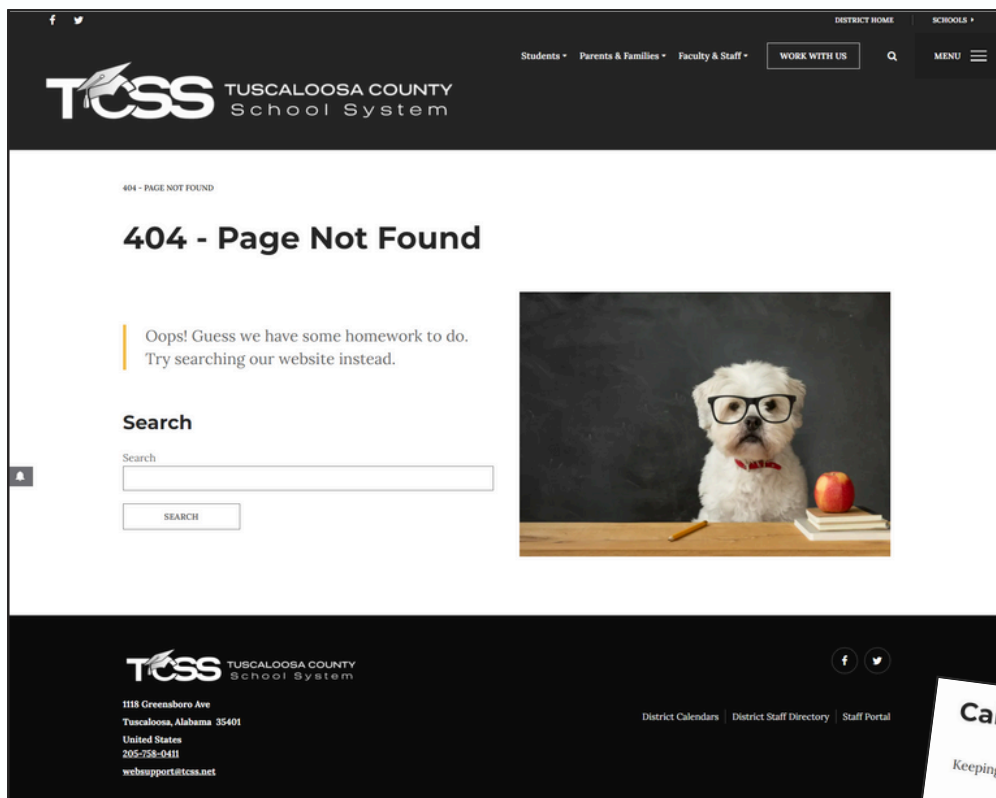 DISTRICT HOME
SCHOOLS
Students
Parents & Families
Faculty & Staff
WORK WITH US
MENU
TCSS TUSCALOOSA COUNTY
School System
404 - PAGE NOT FOUND
404 - Page Not Found
Oops! Guess we have some homework to do.
Try searching our website instead.
Search
Search
SEARCH
TCSS TUSCALOOSA COUNTY
School System
1118 Greensboro Ave
Tuscaloosa, Alabama 35401
United States
205-758-0411
websupport@tcss.net
District Calendars
District Staff Directory
Staff Portal
Keeping